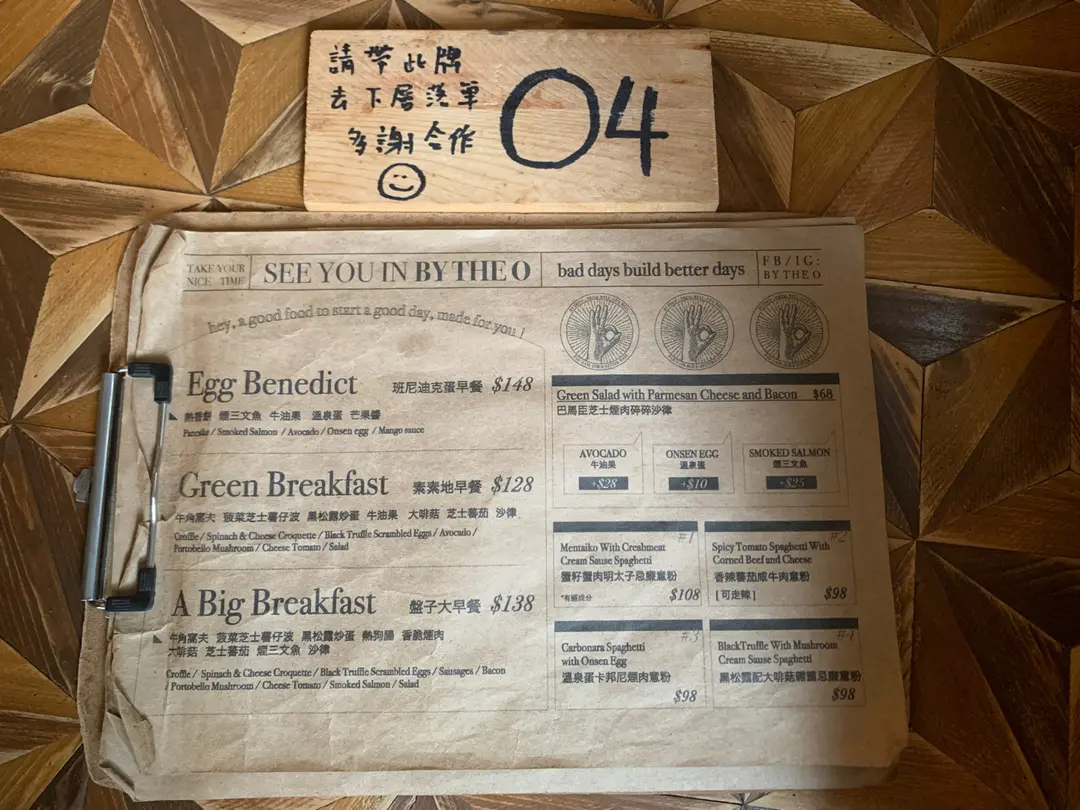 請帶此牌
去下層落單
多謝合作
04
TAKE YOUR
NICE TIME
SEE YOU IN BY THE O
bad days build better days
FB/IG:
BY THE O
hey, a good food to start a good day, made for you !
Egg Benedict 班尼迪克蛋早餐 $148
熱香餅 煙三文魚 牛油果 溫泉蛋 芒果醬
Pancake / Smoked Salmon / Avocado / Onsen egg / Mango sauce
Green Breakfast 素素地早餐 $128
牛角窩夫 菠菜芝士薯仔波 黑松露炒蛋 牛油果 大啡菇 芝士蕃茄 沙律
Croffle / Spinach & Cheese Croquette / Black Truffle Scrambled Eggs / Avocado /
Portobello Mushroom / Cheese Tomato / Salad
A Big Breakfast 盤子大早餐 $138
牛角窩夫 菠菜芝士薯仔波 黑松露炒蛋 熱狗腸 香脆煙肉
大啡菇 芝士蕃茄 煙三文魚 沙律
Croffle / Spinach & Cheese Croquette / Black Truffle Scrambled Eggs / Sausages / Bacon
/ Portobello Mushroom / Cheese Tomato / Smoked Salmon / Salad
Green Salad with Parmesan Cheese and Bacon $68
巴馬臣芝士煙肉碎碎沙律
AVOCADO
牛油果
+$28
ONSEN EGG
溫泉蛋
+$10
SMOKED SALMON
煙三文魚
+$25
#1
Mentaiko With Creabmeat
Cream Sause Spaghetti
蟹籽蟹肉明太子忌廉意粉
*有蝦成分
$108
#2
Spicy Tomato Spaghetti With
Corned Beef and Cheese
香辣蕃茄咸牛肉意粉
[可走辣]
$98
#3
Carbonara Spaghetti
with Onsen Egg
溫泉蛋卡邦尼煙肉意粉
$98
#4
BlackTruffle With Mushroom
Cream Sause Spaghetti
黑松露配大啡菇雜菌忌廉意粉
$98